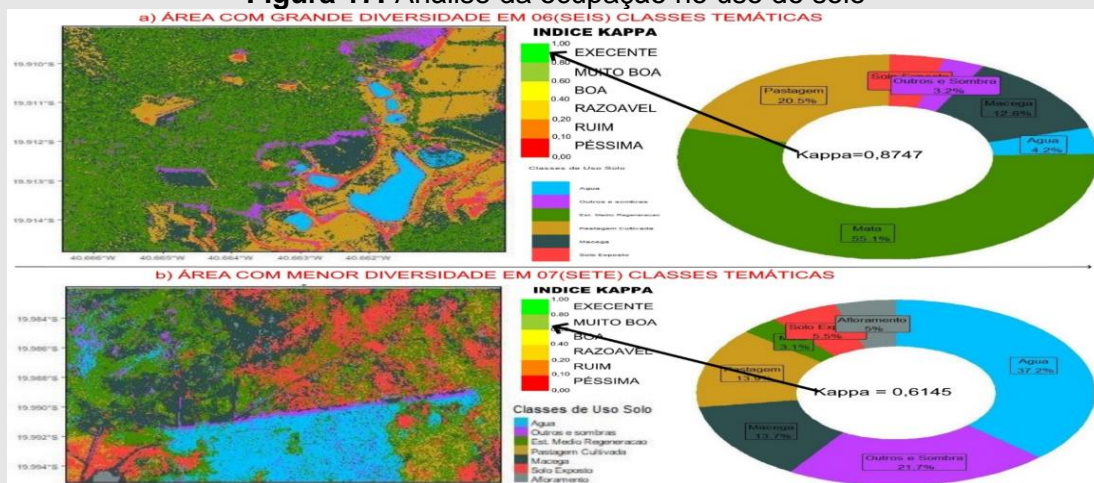 Figura 17: Análise da ocupação no uso do solo
a) ÁREA COM GRANDE DIVERSIDADE EM 06(SEIS) CLASSES TEMÁTICAS
19.910°S
19.911°S
19.912°S
19.913°S
19.914°S
40.666°W
40.665°W
40.664°W
40.663°W
40.662°W
INDICE KAPPA
1,00
EXECENTE
0,80
MUITO BOA
0,60
BOA
0,40
RAZOAVEL
0,20
RUIM
0,10
PÉSSIMA
0,00
Classes de Uso Solo
Agua
Outros e sombras
Est. Medio Regeneracao
Pastagem Cultivada
Macega
Solo Exposto
Pastagem
20.5%
Solo Exposto
Outros e Sombra
3.2%
Macega
Agua
4.2%
Kappa=0,8747
Mata
55.1%
b) ÁREA COM MENOR DIVERSIDADE EM 07(SETE) CLASSES TEMÁTICAS
19.984°S
19.986°S
19.988°S
19.990°S
19.992°S
19.994°S
INDICE KAPPA
1,00
EXECENTE
0,80
MUITO BOA
BOA
0,40
RAZOAVEL
0,20
RUIM
0,10
PÉSSIMA
0,00
Classes de Uso Solo
Agua
Outros e sombras
Est. Medio Regeneracao
Pastagem Cultivada
Macega
Solo Exposto
Afloramento
Afloramento
5%
5.5%
3.1%
Pastagem
Agua
37.2%
Kappa = 0,6145
Macega
13.7%
Outros e Sombra
21.7%